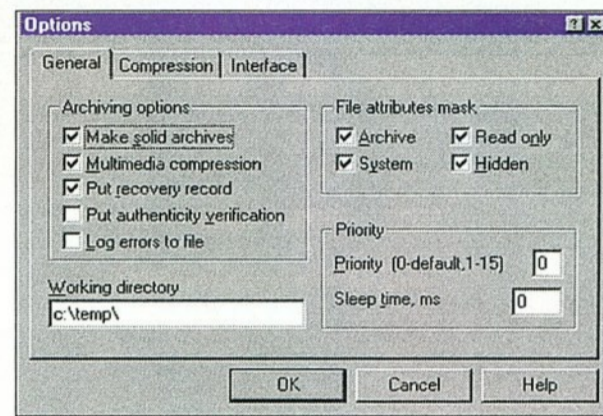 Options
General
Compression
Interface
Archiving options
Make solid archives
Multimedia compression
Put recovery record
Put authenticity verification
Log errors to file
Working directory
c:\temp\
File attributes mask
Archive
Read only
System
Hidden
Priority
Priority (0-default,1-15)
0
Sleep time, ms
0
OK
Cancel
Help